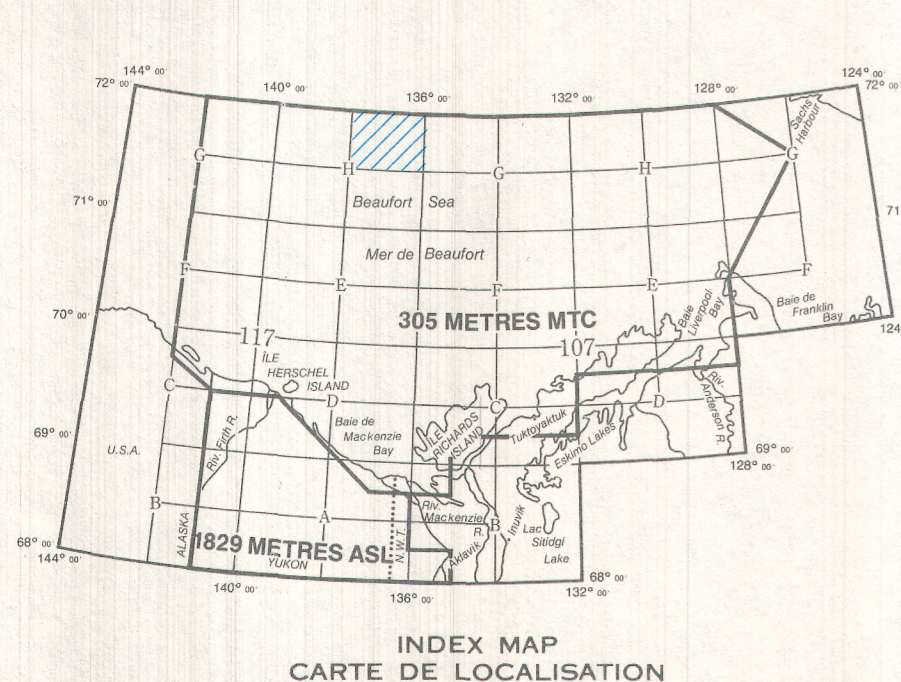 144° 00'
72° 00'
140° 00'
136° 00'
132° 00'
128° 00'
124° 00'
72° 00'
Sachs
Harbour
G
H
G
H
G
71° 00'
Beaufort Sea
71
Mer de Beaufort
F
E
F
E
F
70° 00'
305 METRES MTC
Baie
Liverpool
Bay
Baie de
Franklin
Bay
124
117
107
ÎLE
HERSCHEL
ISLAND
C
D
C
D
Baie de
Mackenzie
Bay
ÎLE
RICHARDS
ISLAND
Tuktoyaktuk
Eskimo Lakes
Riv.
Anderson R.
Riv. Firth R.
69° 00'
U.S.A.
69° 00'
128° 00'
B
A
B
Riv.
Mackenzie
R.
Inuvik
Lac
Sitidgi
Lake
Aklavik
ALASKA
1829 METRES ASL
YUKON
N.W.T.
68° 00'
144° 00'
140° 00'
136° 00'
68° 00'
132° 00'
INDEX MAP
CARTE DE LOCALISATION